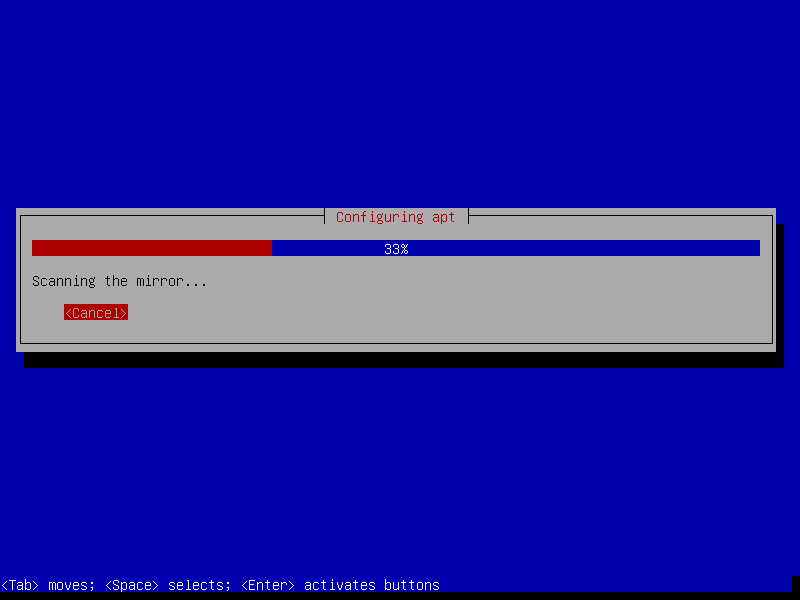 Configuring apt
33%
Scanning the mirror...
<Cancel>
<Tab> moves; <Space> selects; <Enter> activates buttons